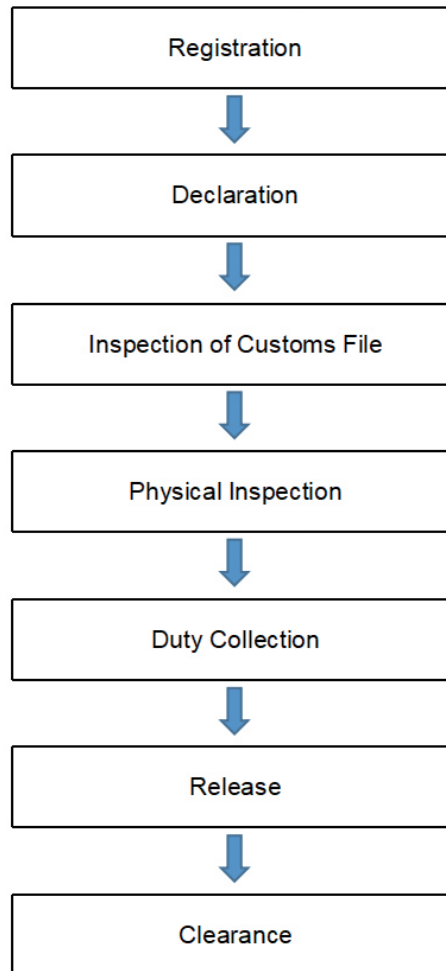 Registration
Declaration
Inspection of Customs File
Physical Inspection
Duty Collection
Release
Clearance